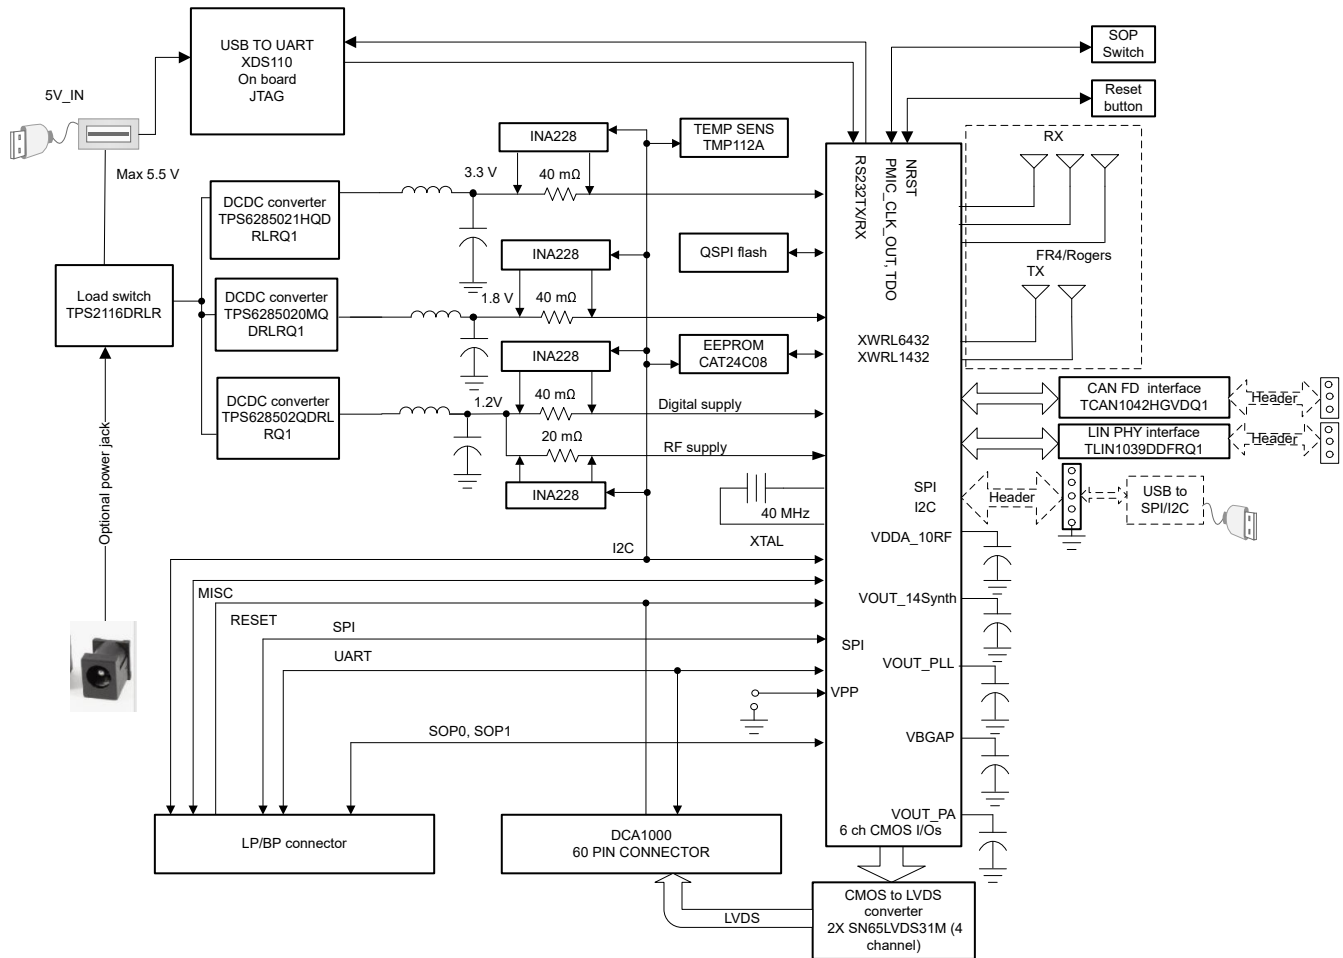 USB TO UART
XDS110
On board
JTAG
SOP
Switch
Reset
button
5V_IN
Max 5.5 V
INA228
TEMP SENS
TMP112A
RX
3.3 V
40 mΩ
DCDC converter
TPS6285021HQD
RLRQ1
RS232TX/RX
PMIC_CLK_OUT, TDO
NRST
INA228
QSPI flash
FR4/Rogers
TX
Load switch
TPS2116DRLR
DCDC converter
TPS6285020MQ
DRLRQ1
1.8 V
40 mΩ
INA228
EEPROM
CAT24C08
XWRL6432
XWRL1432
DCDC converter
TPS628502QDRL
RQ1
1.2V
40 mΩ
Digital supply
20 mΩ
RF supply
INA228
CAN FD interface
TCAN1042HGVDQ1
Header
LIN PHY interface
TLIN1039DDFRQ1
Header
Optional power jack
40 MHz
XTAL
SPI
I2C
Header
USB to
SPI/I2C
VDDA_10RF
I2C
MISC
RESET
SPI
UART
SPI
VOUT_14Synth
VOUT_PLL
VPP
SOP0, SOP1
VBGAP
VOUT_PA
6 ch CMOS I/Os
LP/BP connector
DCA1000
60 PIN CONNECTOR
LVDS
CMOS to LVDS
converter
2X SN65LVDS31M (4
channel)